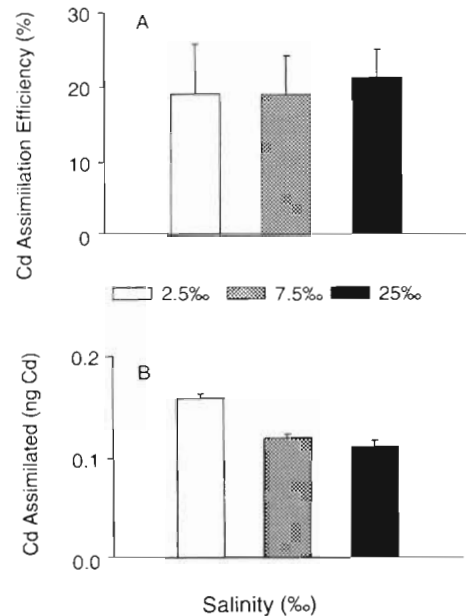 30
A
20
10
0
Cd Assimiilation Efficiency (%)
2.5‰ 7.5‰ 25‰
0.2
B
0.1
0.0
Cd Assimilated (ng Cd)
Salinity (‰)